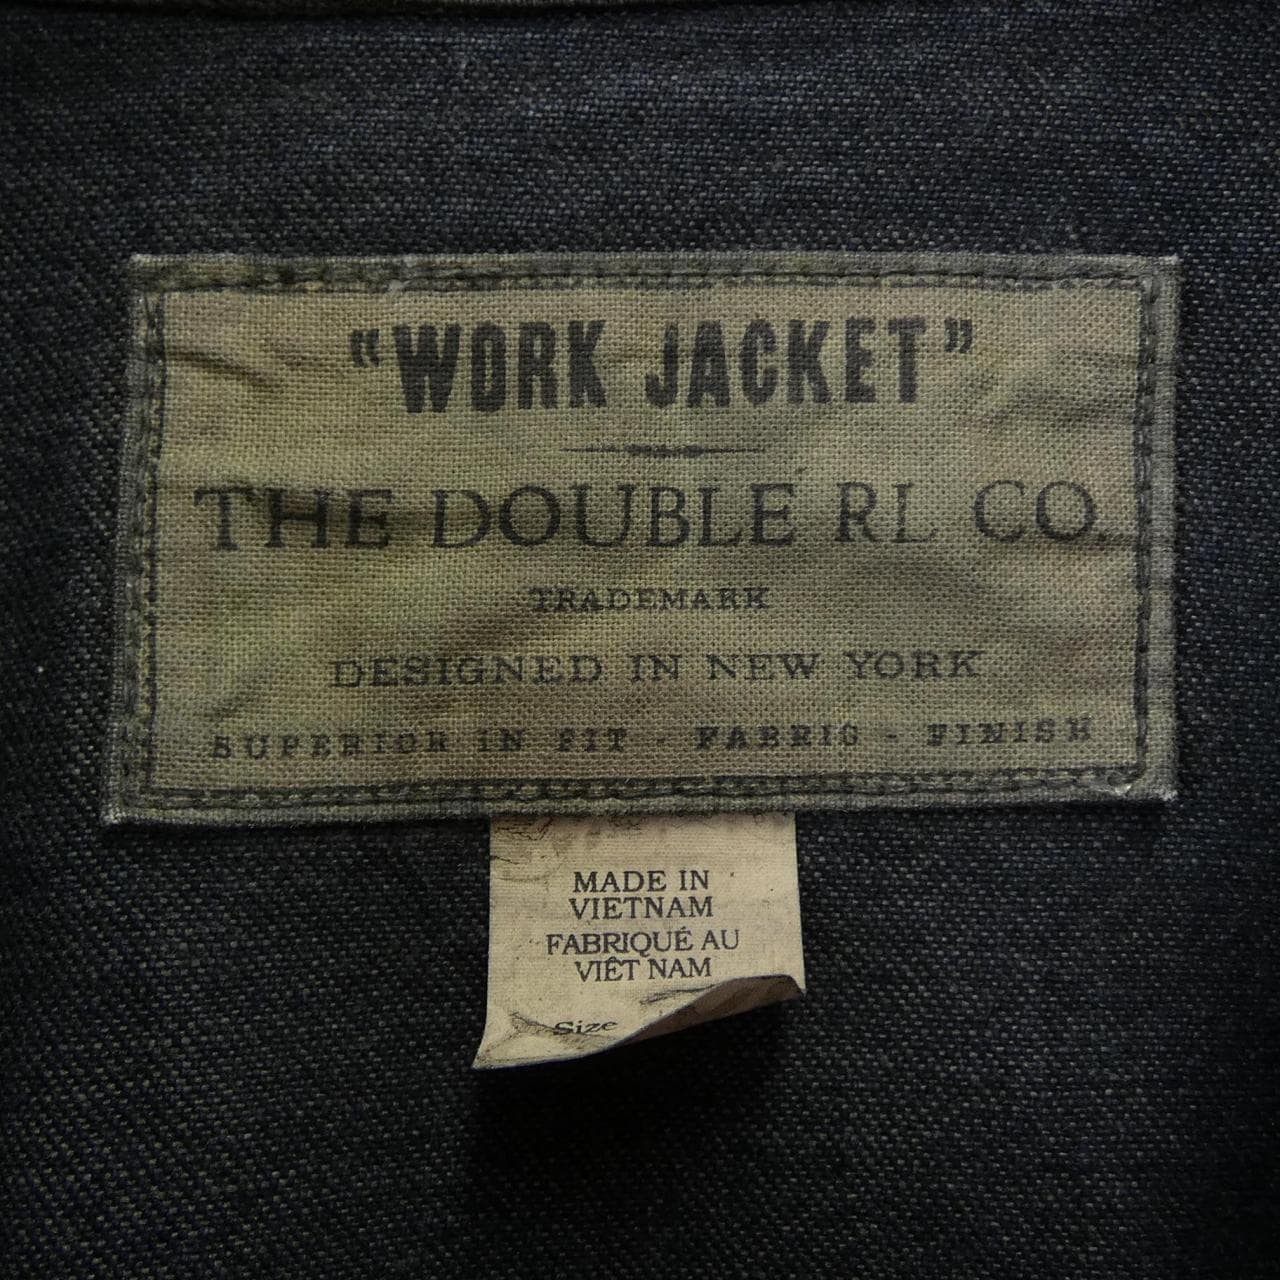 "WORK JACKET"
THE DOUBLE RL CO.
TRADEMARK
DESIGNED IN NEW YORK
SUPERIOR IN FIT - FABRIC - FINISH
MADE IN
VIETNAM
FABRIQUÉ AU
VIÊT NAM
Size